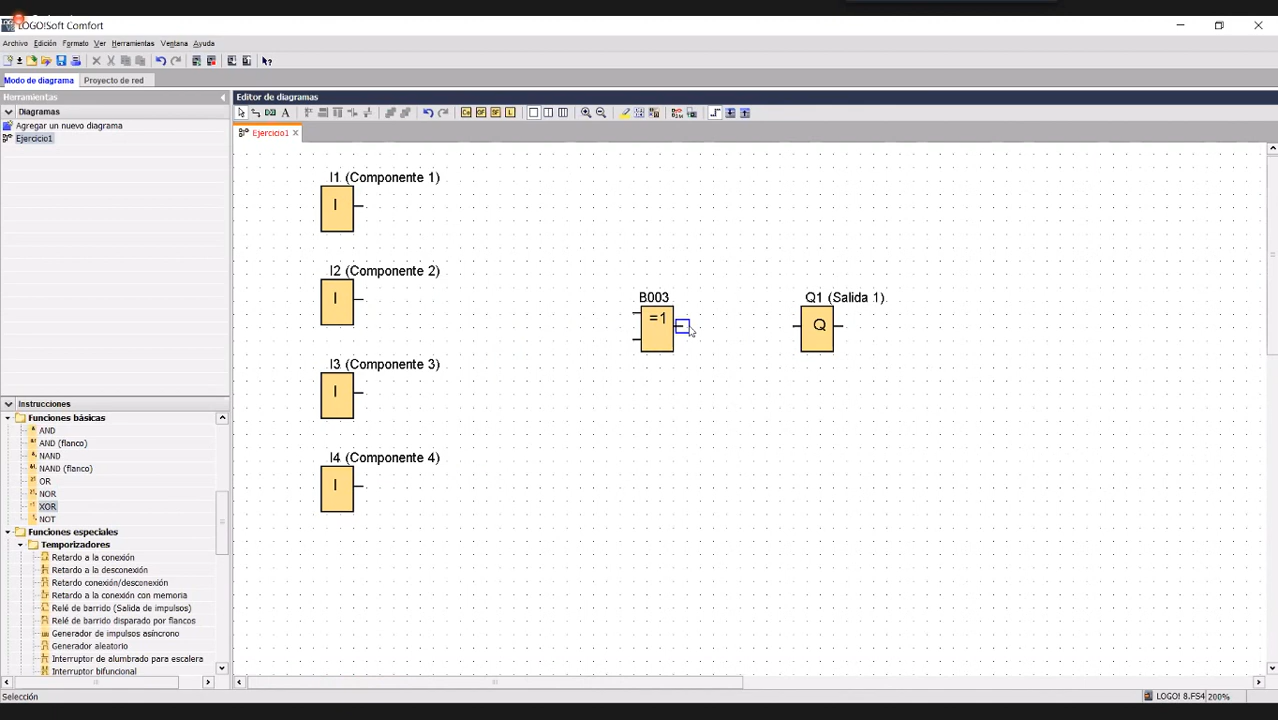 LOGO!Soft Comfort
Archivo Edición Formato Ver Herramientas Ventana Ayuda
Modo de diagrama Proyecto de red
Herramientas
Diagramas
Agregar un nuevo diagrama
Ejercicio1
Instrucciones
Funciones básicas
AND
AND (flanco)
NAND
NAND (flanco)
OR
NOR
XOR
NOT
Funciones especiales
Temporizadores
Retardo a la conexión
Retardo a la desconexión
Retardo conexión/desconexión
Retardo a la conexión con memoria
Relé de barrido (Salida de impulsos)
Relé de barrido disparado por flancos
Generador de impulsos asíncrono
Generador aleatorio
Interruptor de alumbrado para escalera
Interruptor bifuncional
Editor de diagramas
Ejercicio1
I1 (Componente 1)
I
I2 (Componente 2)
I
B003
=1
Q1 (Salida 1)
Q
I3 (Componente 3)
I
I4 (Componente 4)
I
Selección
LOGO! 8.FS4 200%